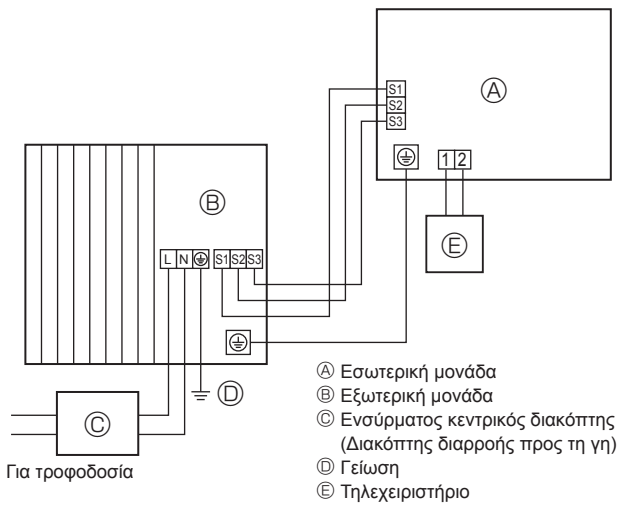 S1
S2
S3
Ⓐ
1 2
Ⓑ
Ⓔ
L N S1 S2 S3
Ⓓ
Ⓒ
Για τροφοδοσία
Ⓐ Εσωτερική μονάδα
Ⓑ Εξωτερική μονάδα
Ⓒ Ενσύρματος κεντρικός διακόπτης
(Διακόπτης διαρροής προς τη γη)
Ⓓ Γείωση
Ⓔ Τηλεχειριστήριο